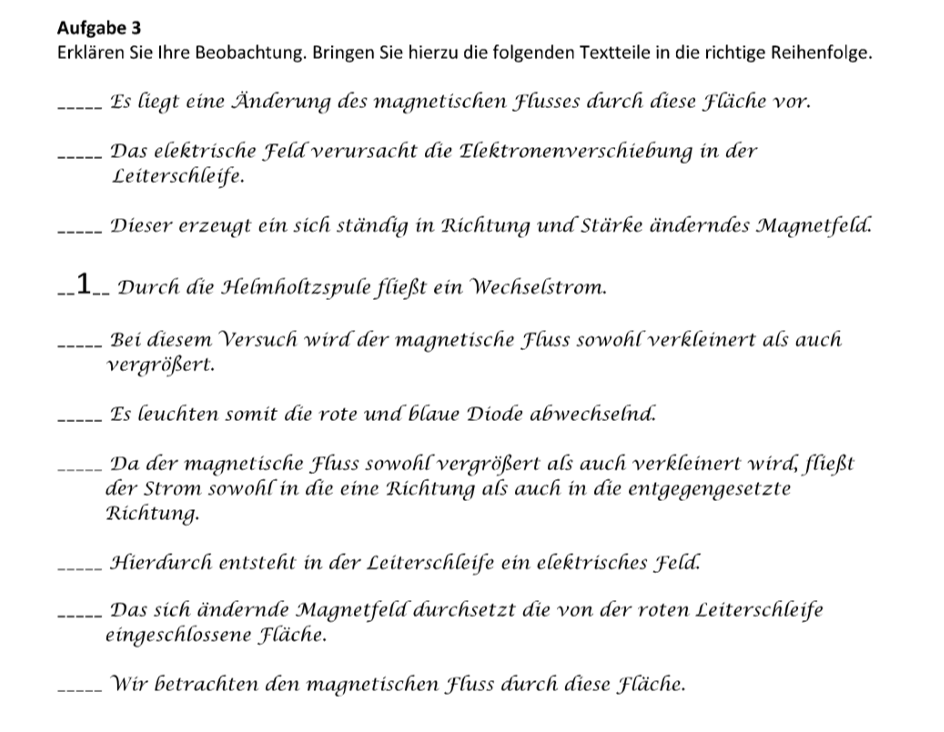 Aufgabe 3
Erklären Sie Ihre Beobachtung. Bringen Sie hierzu die folgenden Textteile in die richtige Reihenfolge.
_____ Es liegt eine Änderung des magnetischen Flusses durch diese Fläche vor.
_____ Das elektrische Feld verursacht die Elektronenverschiebung in der
Leiterschleife.
_____ Dieser erzeugt ein sich ständig in Richtung und Stärke änderndes Magnetfeld.
__1__ Durch die Helmholtzspule fließt ein Wechselstrom.
_____ Bei diesem Versuch wird der magnetische Fluss sowohl verkleinert als auch
vergrößert.
_____ Es leuchten somit die rote und blaue Diode abwechselnd.
_____ Da der magnetische Fluss sowohl vergrößert als auch verkleinert wird, fließt
der Strom sowohl in die eine Richtung als auch in die entgegengesetzte
Richtung.
_____ Hierdurch entsteht in der Leiterschleife ein elektrisches Feld.
_____ Das sich ändernde Magnetfeld durchsetzt die von der roten Leiterschleife
eingeschlossene Fläche.
_____ Wir betrachten den magnetischen Fluss durch diese Fläche.